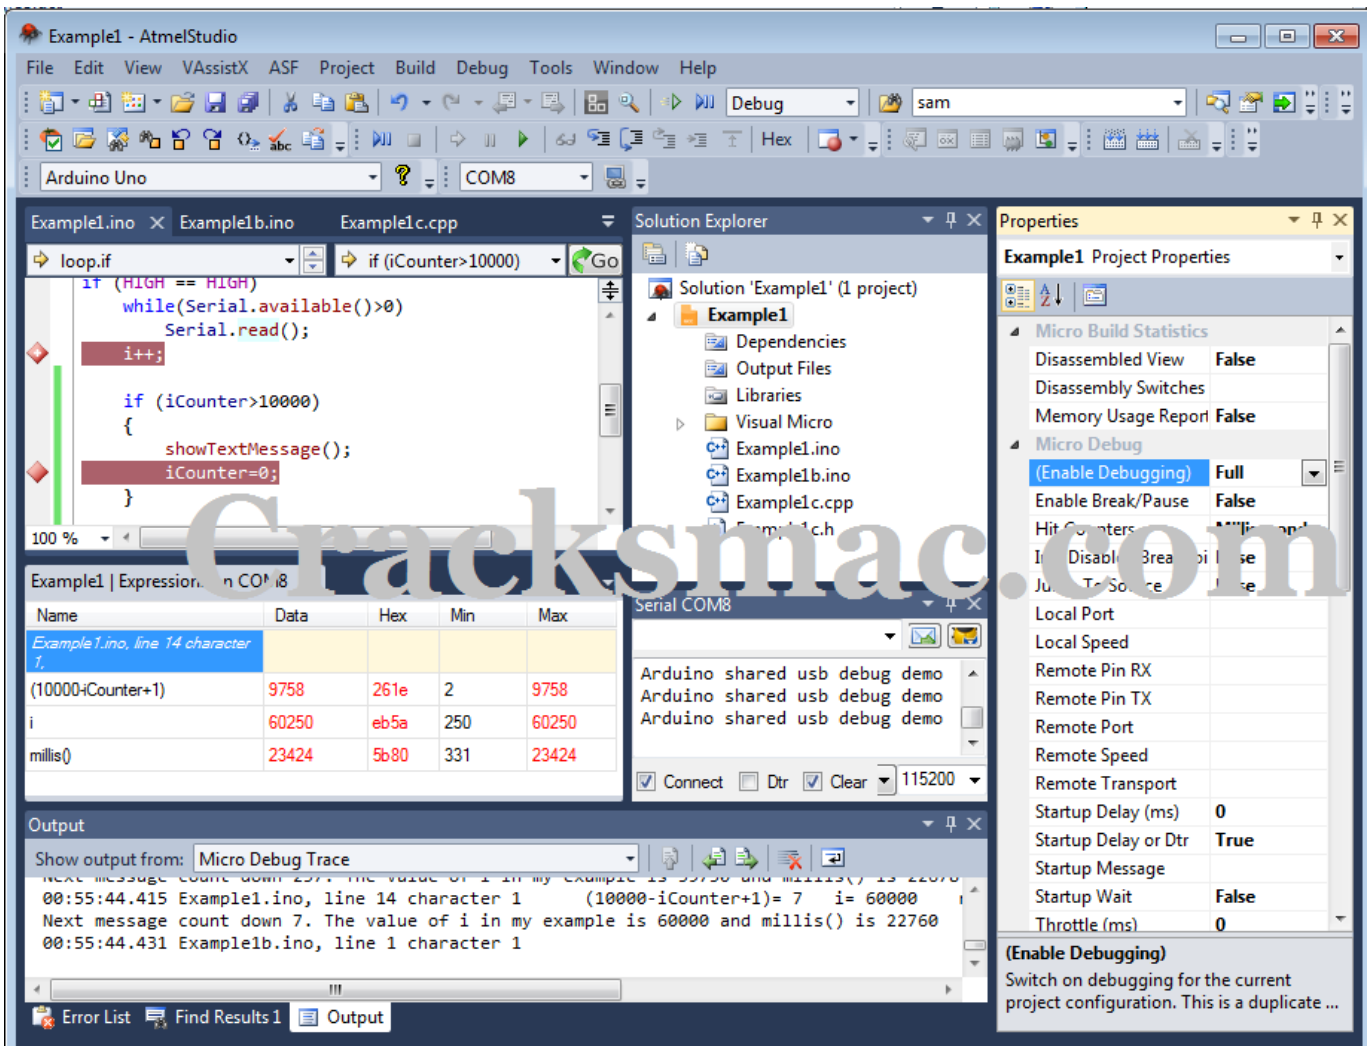 Example1 - AtmelStudio
File Edit View VAssistX ASF Project Build Debug Tools Window Help
Debug sam
Hex
Arduino Uno COM8
Example1.ino Example1b.ino Example1c.cpp
loop.if if (iCounter>10000) Go
if (HIGH == HIGH)
while(Serial.available()>0)
Serial.read();
i++;
if (iCounter>10000)
{
showTextMessage();
iCounter=0;
}
100 %
Solution Explorer
Solution 'Example1' (1 project)
Example1
Dependencies
Output Files
Libraries
Visual Micro
Example1.ino
Example1b.ino
Example1c.cpp
Example1c.h
Cracksmac.com
Example1 | Expressions on COM8
Name Data Hex Min Max
Example1.ino, line 14 character
1,
(10000-iCounter+1) 9758 261e 2 9758
i 60250 eb5a 250 60250
millis() 23424 5b80 331 23424
Serial COM8
Arduino shared usb debug demo
Arduino shared usb debug demo
Arduino shared usb debug demo
Connect Dtr Clear 115200
Output
Show output from: Micro Debug Trace
00:55:44.415 Example1.ino, line 14 character 1 (10000-iCounter+1)= 7 i= 60000
Next message count down 7. The value of i in my example is 60000 and millis() is 22760
00:55:44.431 Example1b.ino, line 1 character 1
Error List Find Results 1 Output
Properties
Example1 Project Properties
Micro Build Statistics
Disassembled View False
Disassembly Switches
Memory Usage Report False
Micro Debug
(Enable Debugging) Full
Enable Break/Pause False
Hit Counters
Local Port
Local Speed
Remote Pin RX
Remote Pin TX
Remote Port
Remote Speed
Remote Transport
Startup Delay (ms) 0
Startup Delay or Dtr True
Startup Message
Startup Wait False
Throttle (ms) 0
(Enable Debugging)
Switch on debugging for the current
project configuration. This is a duplicate ...